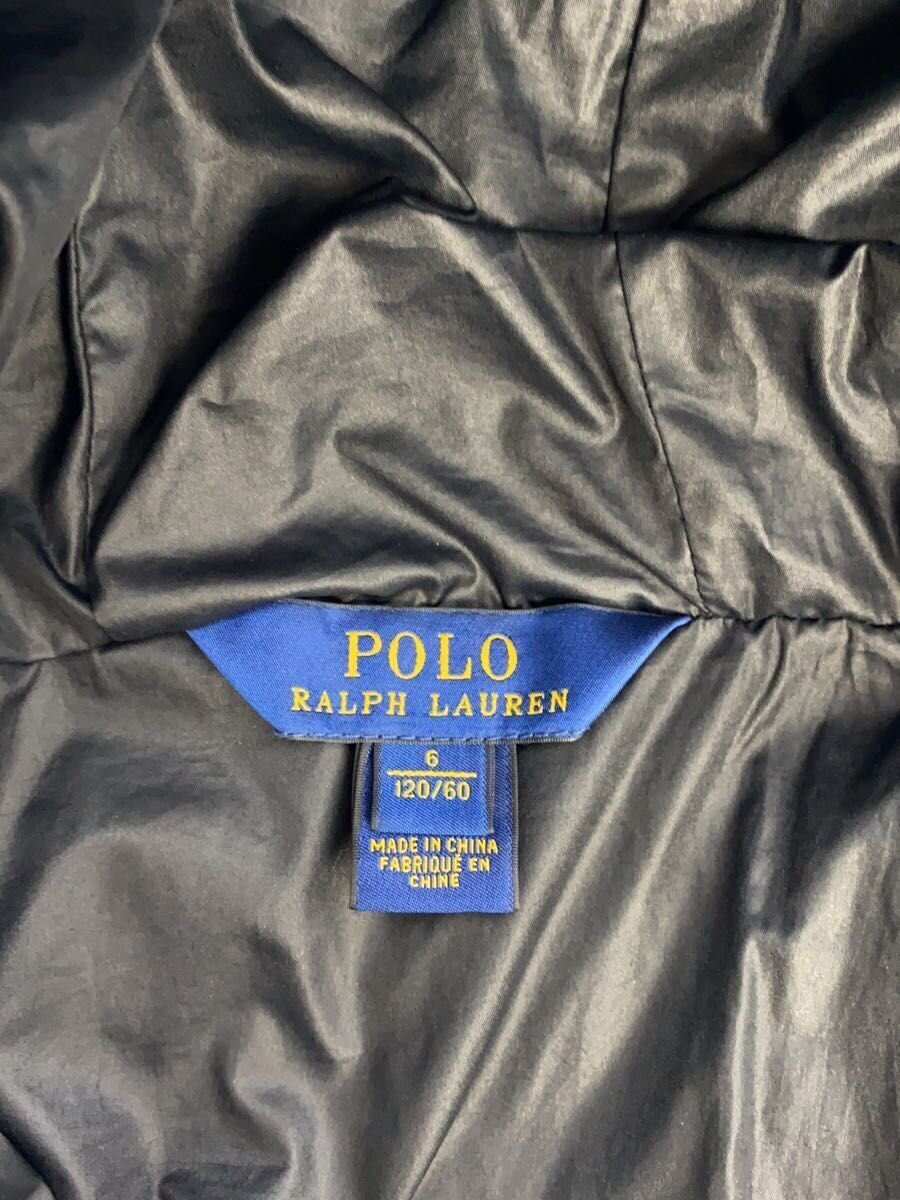 POLO
RALPH LAUREN
6
120/60
MADE IN CHINA
FABRIQUÉ EN
CHINE